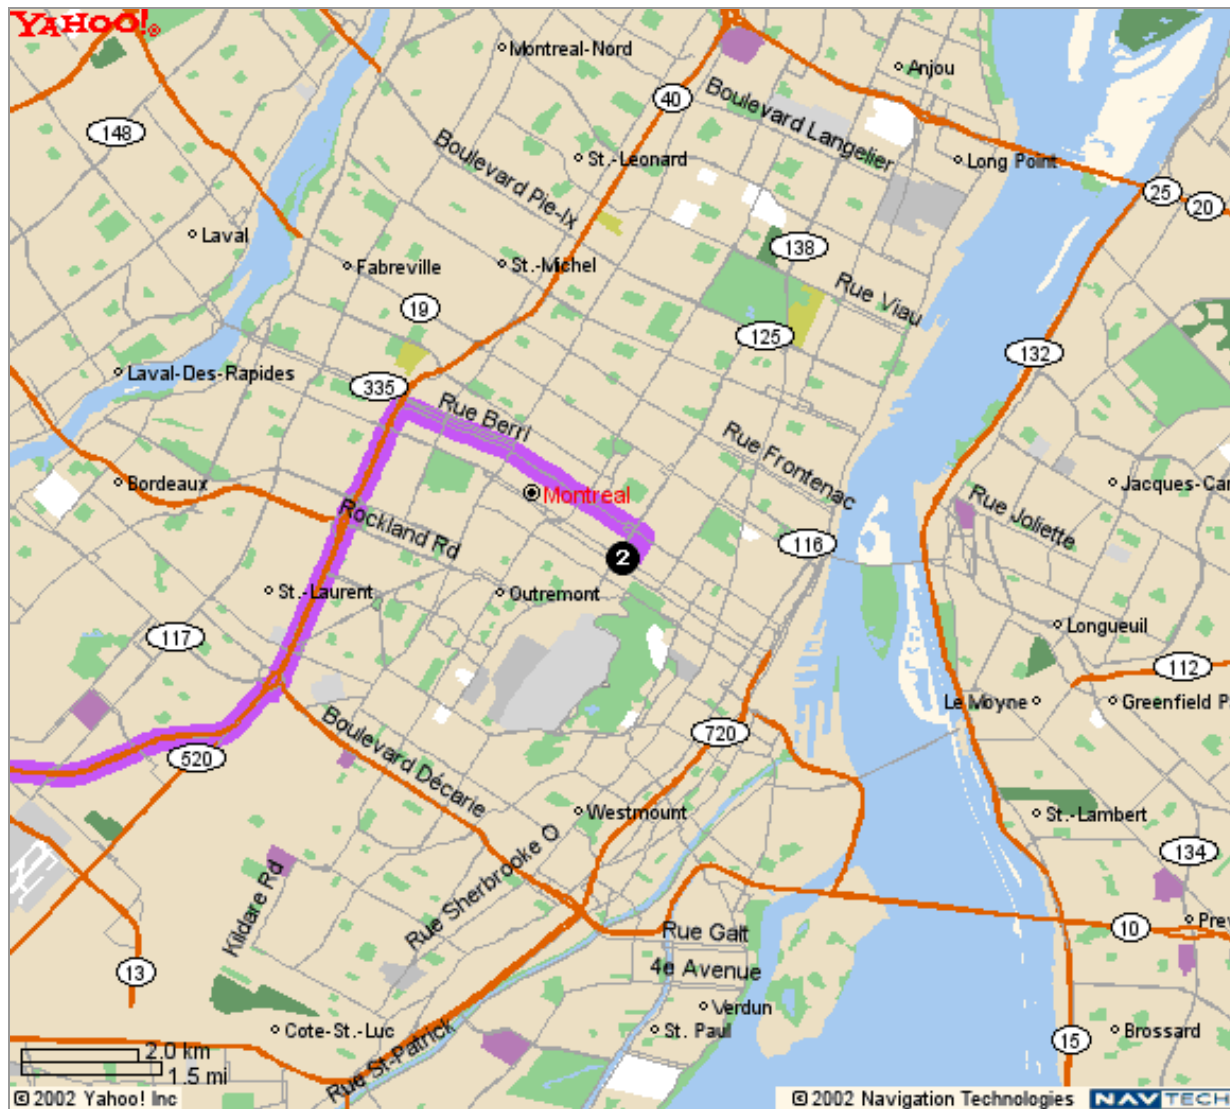 YAHOO!®
Montreal-Nord
Anjou
40
Boulevard Langelier
148
Boulevard Pie-Ix
St.-Leonard
Long Point
25
20
Laval
138
Fabreville
St.-Michel
Rue Viau
19
125
132
Laval-Des-Rapides
335
Rue Berri
Rue Frontenac
Bordeaux
Montreal
Jacques-Car
Rockland Rd
Rue Joliette
116
2
St.-Laurent
Outremont
117
Longueuil
112
Le Moyne
Greenfield P
Boulevard Décarie
720
520
Westmount
St.-Lambert
134
Kildare Rd
Rue Sherbrooke O
Prev
Rue Galt
10
4e Avenue
13
Verdun
Cote-St.-Luc
Rue St-Patrick
St. Paul
15
Brossard
2.0 km
1.5 mi
© 2002 Yahoo! Inc
© 2002 Navigation Technologies
NAVTECH